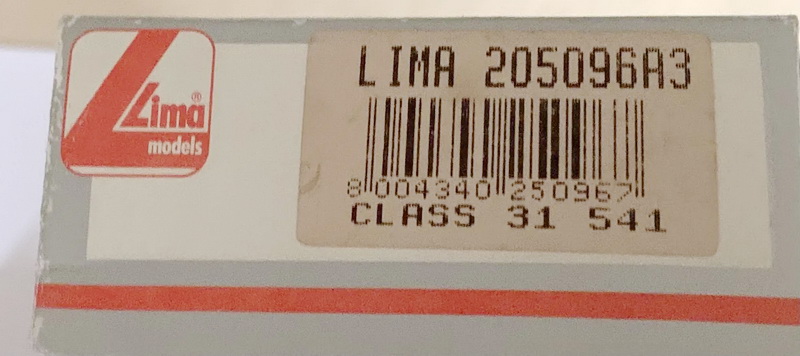 Lima®
models
LIMA 205096A3
8 004340 250967
CLASS 31 541